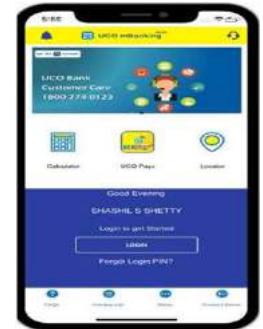 UCO mBanking
UCO Bank
Customer Care
1800-274-0123
Calculator
UCO Pay+
Locator
Good Evening
SHASHIL S SHETTY
Login to get Started
LOGIN
Forgot Login PIN?